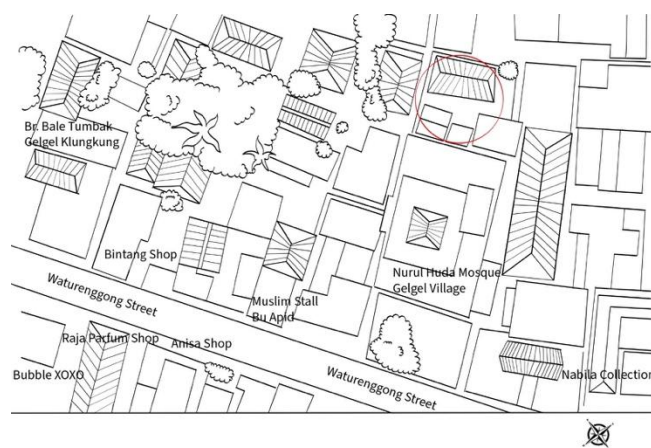 Br. Bale Tumbak
Gelgel Klungkung
Bintang Shop
Nurul Huda Mosque
Gelgel Village
Waturenggong Street
Muslim Stall
Bu Apid
Raja Parfum Shop
Anisa Shop
Bubble XOXO
Waturenggong Street
Nabila Collection